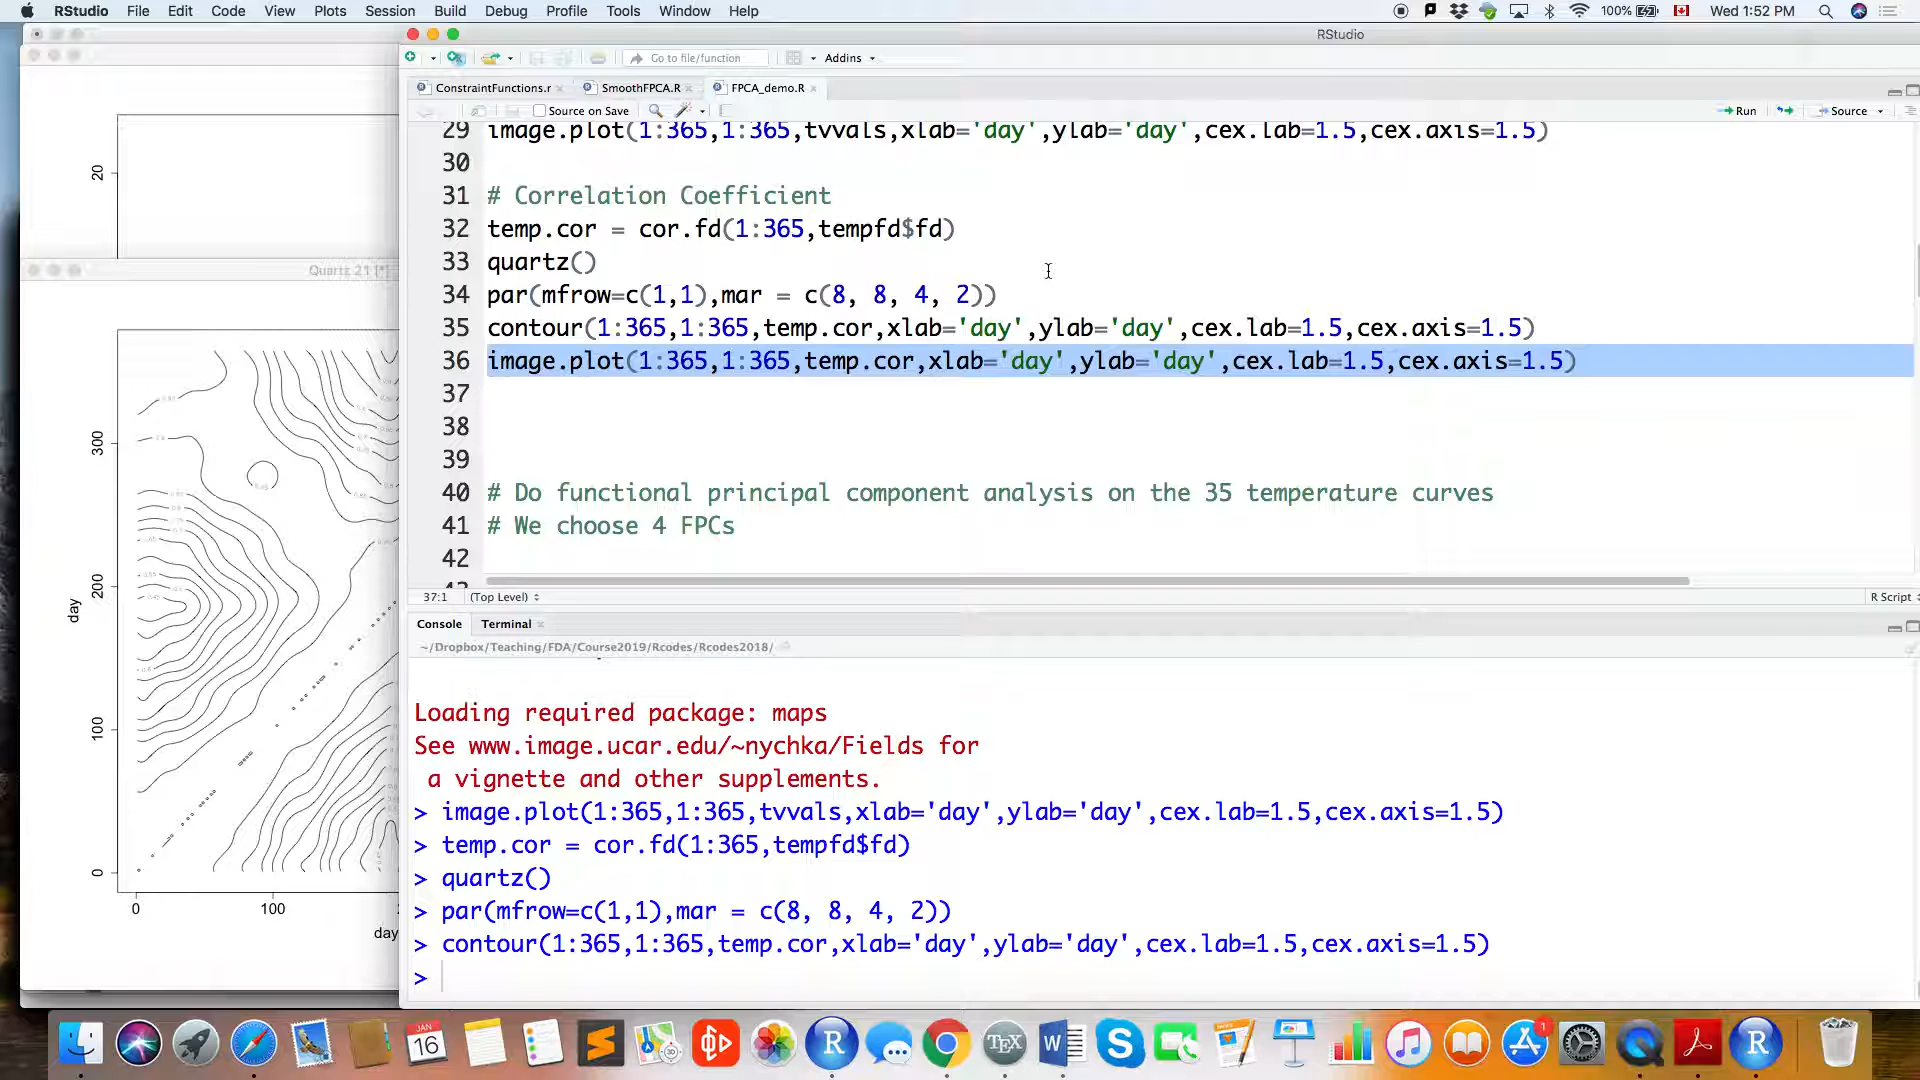 RStudio File Edit Code View Plots Session Build Debug Profile Tools Window Help 100% Wed 1:52 PM
RStudio
Go to file/function Addins
ConstraintFunctions.r SmoothFPCA.R FPCA_demo.R
Source on Save Run Source
29 image.plot(1:365,1:365,tvvals,xlab='day',ylab='day',cex.lab=1.5,cex.axis=1.5)
30
31 # Correlation Coefficient
32 temp.cor = cor.fd(1:365,tempfd$fd)
33 quartz()
34 par(mfrow=c(1,1),mar = c(8, 8, 4, 2))
35 contour(1:365,1:365,temp.cor,xlab='day',ylab='day',cex.lab=1.5,cex.axis=1.5)
36 image.plot(1:365,1:365,temp.cor,xlab='day',ylab='day',cex.lab=1.5,cex.axis=1.5)
37
38
39
40 # Do functional principal component analysis on the 35 temperature curves
41 # We choose 4 FPCs
42
37:1 (Top Level) R Script
Console Terminal
~/Dropbox/Teaching/FDA/Course2019/Rcodes/Rcodes2018/
Loading required package: maps
See www.image.ucar.edu/~nychka/Fields for
a vignette and other supplements.
> image.plot(1:365,1:365,tvvals,xlab='day',ylab='day',cex.lab=1.5,cex.axis=1.5)
> temp.cor = cor.fd(1:365,tempfd$fd)
> quartz()
> par(mfrow=c(1,1),mar = c(8, 8, 4, 2))
> contour(1:365,1:365,temp.cor,xlab='day',ylab='day',cex.lab=1.5,cex.axis=1.5)
>
20
Quartz 21 [*]
300
200
100
0
day
0 100
day
JAN
16
TEX
1